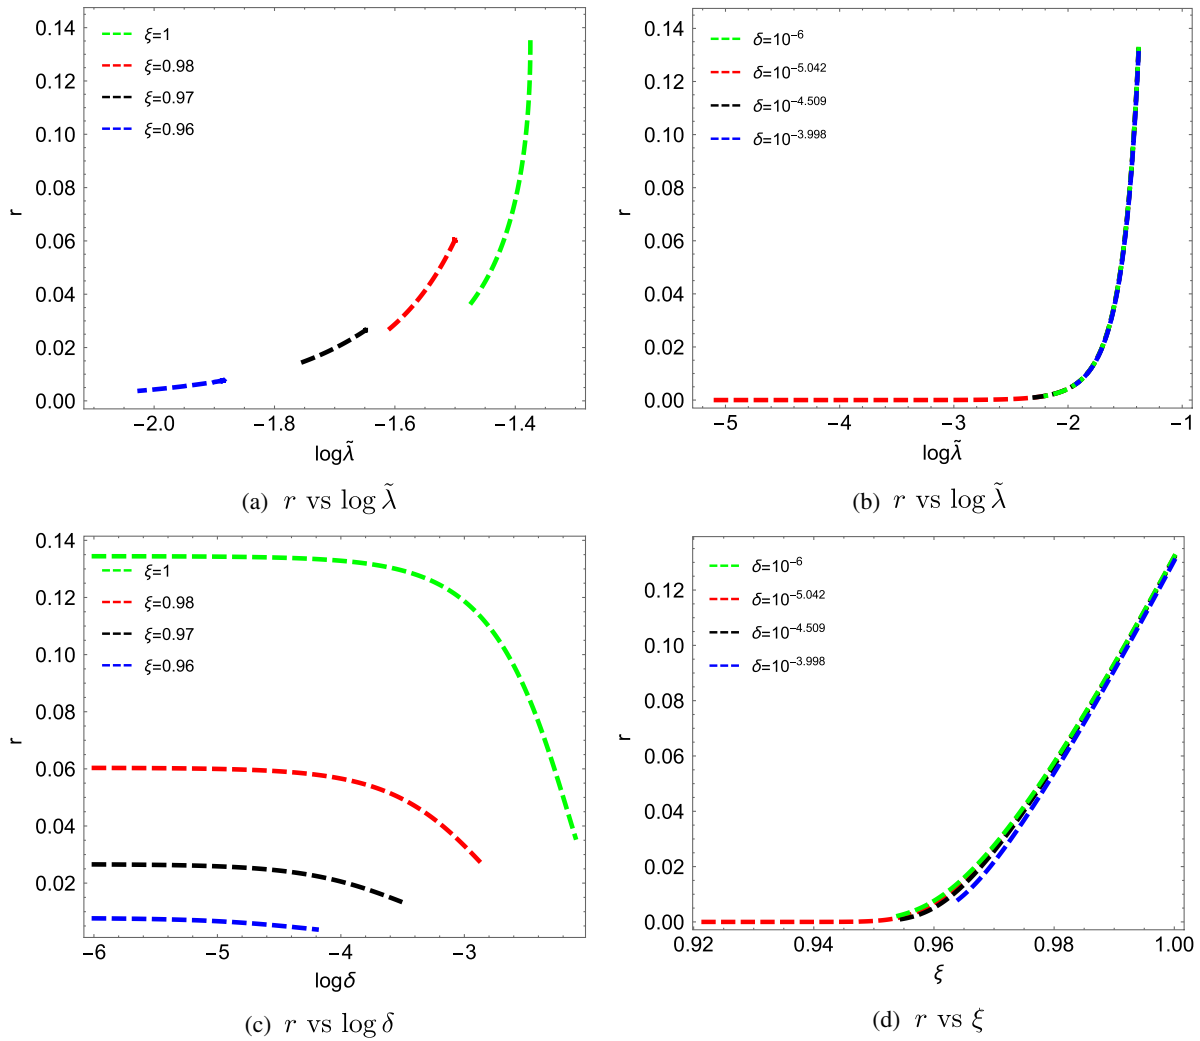 0.14
0.12
0.10
0.08
0.06
0.04
0.02
0.00
r
ξ=1
ξ=0.98
ξ=0.97
ξ=0.96
−2.0 −1.8 −1.6 −1.4
logλ̃
(a) r vs log λ̃
0.14
0.12
0.10
0.08
0.06
0.04
0.02
0.00
r
δ=10⁻⁶
δ=10⁻⁵·⁰⁴²
δ=10⁻⁴·⁵⁰⁹
δ=10⁻³·⁹⁹⁸
−5 −4 −3 −2 −1
logλ̃
(b) r vs log λ̃
0.14
0.12
0.10
0.08
0.06
0.04
0.02
r
ξ=1
ξ=0.98
ξ=0.97
ξ=0.96
−6 −5 −4 −3
logδ
(c) r vs log δ
0.12
0.10
0.08
0.06
0.04
0.02
0.00
r
δ=10⁻⁶
δ=10⁻⁵·⁰⁴²
δ=10⁻⁴·⁵⁰⁹
δ=10⁻³·⁹⁹⁸
0.92 0.94 0.96 0.98 1.00
ξ
(d) r vs ξ